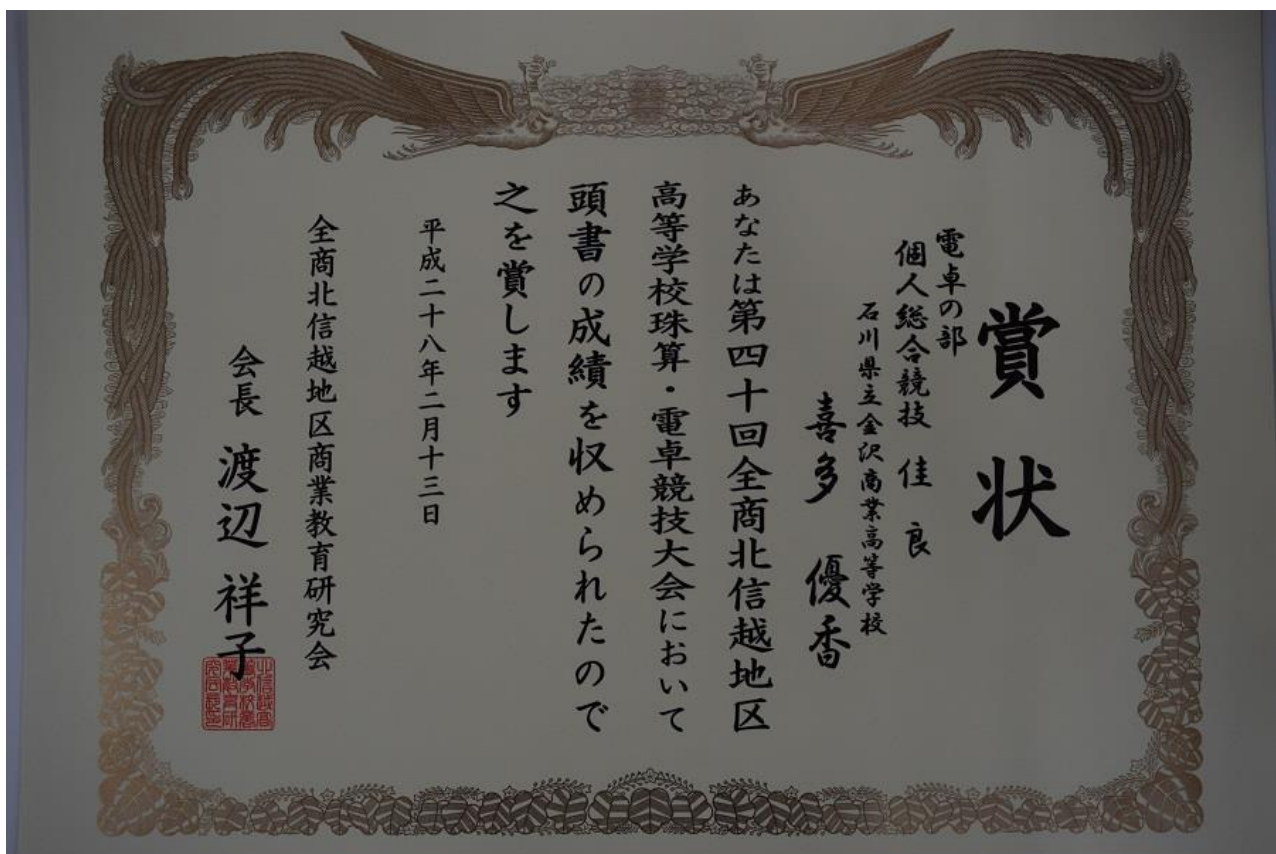 賞状
電卓の部
個人総合競技 佳良
石川県立金沢商業高等学校
喜多 優香
あなたは第四十回全商北信越地区
高等学校珠算・電卓競技大会において
頭書の成績を収められたので
之を賞します
平成二十八年二月十三日
全商北信越地区商業教育研究会
会長 渡辺 祥子